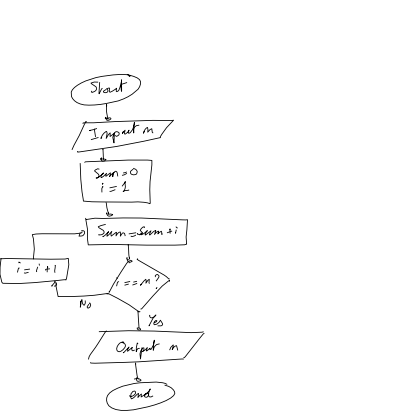 Start
Input n
Sum=0
i=1
Sum=sum+i
i=i+1
i==n?
No
Yes
Output n
end